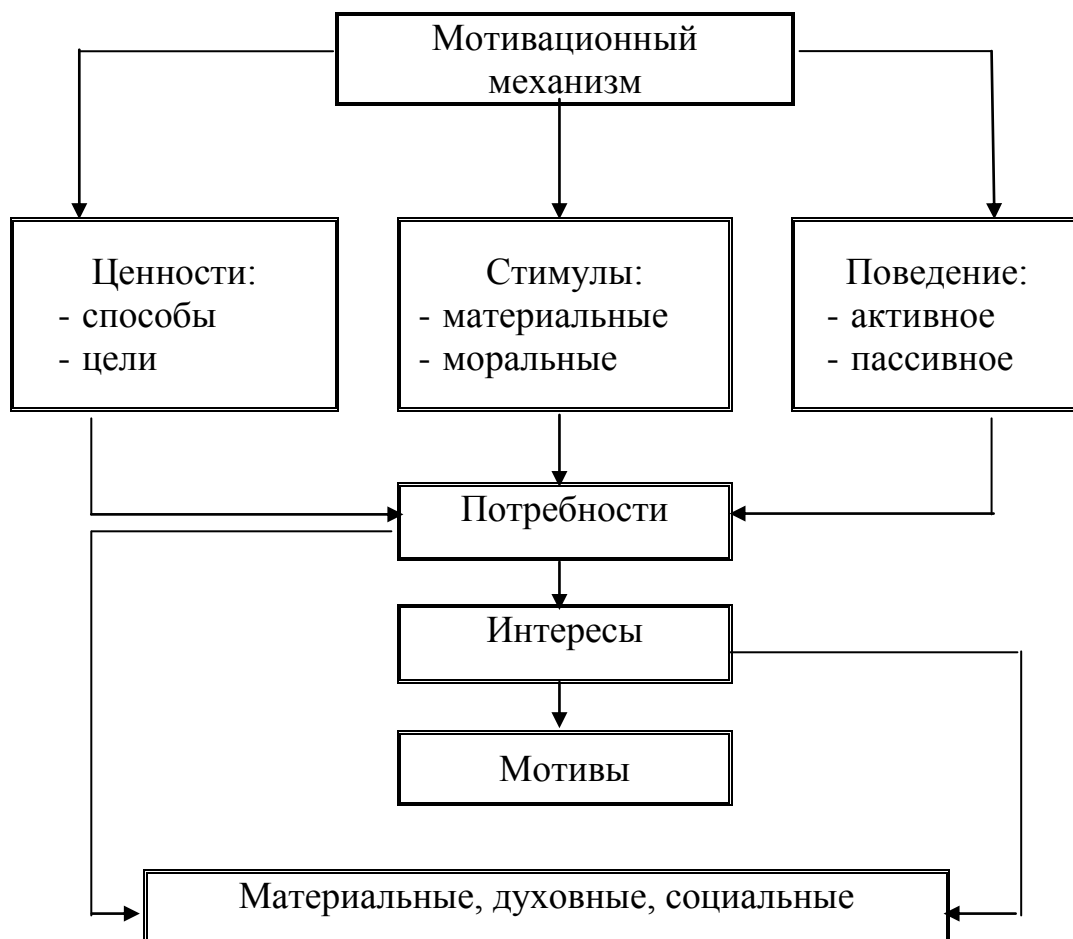 Мотивационный
механизм
Ценности:
- способы
- цели
Стимулы:
- материальные
- моральные
Поведение:
- активное
- пассивное
Потребности
Интересы
Мотивы
Материальные, духовные, социальные